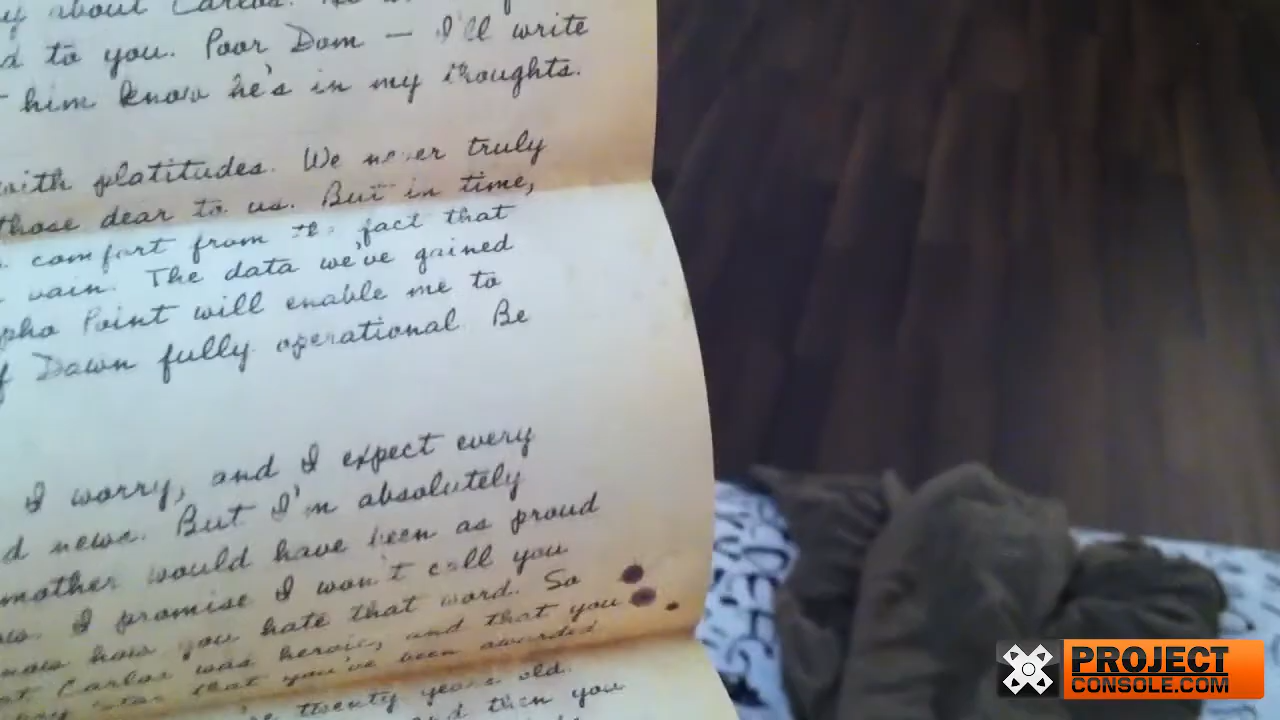 about Carlos.
to you. Poor Dom — I'll write
him know he's in my thoughts.
with platitudes. We never truly
those dear to us. But in time,
comfort from the fact that
vain. The data we've gained
Point will enable me to
Dawn fully operational. Be
I worry, and I expect every
news. But I'm absolutely
mother would have been as proud
I promise I won't call you
how you hate that word. So
Carlos was heroic, and that you
that you've been awarded
twenty years old.
and then you
PROJECT
CONSOLE.COM